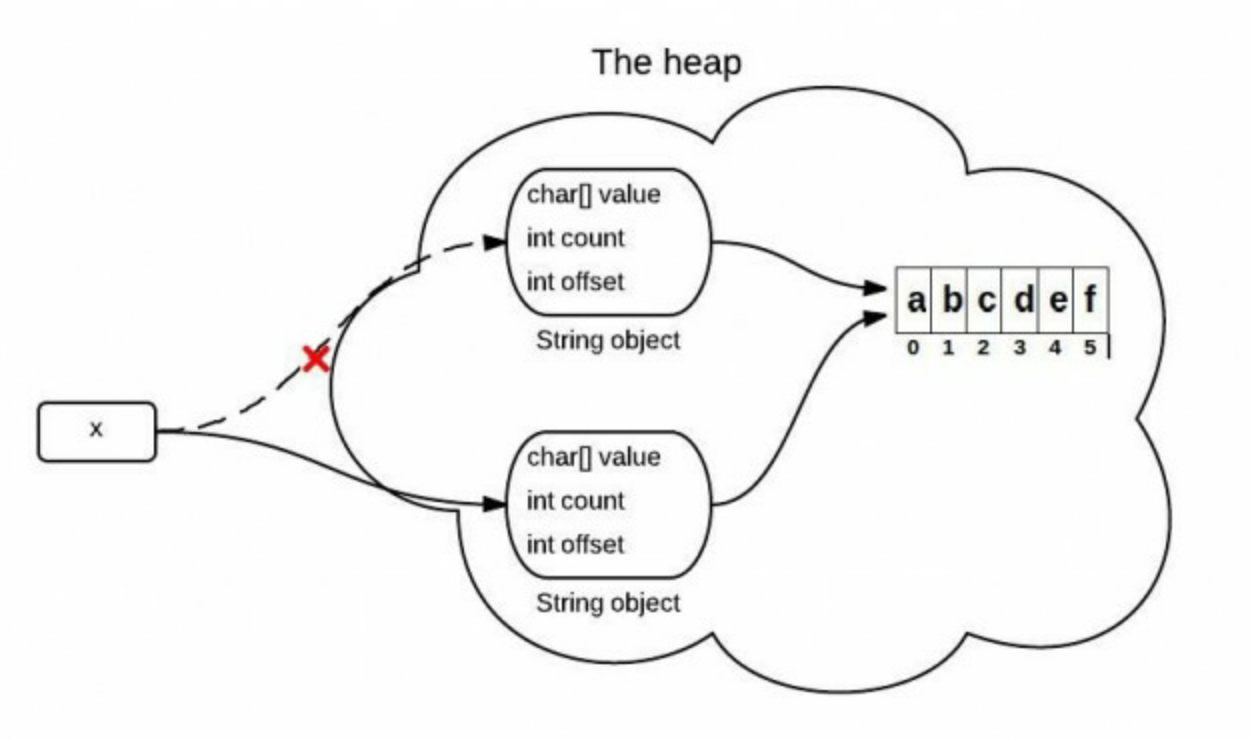 The heap
char[] value
int count
int offset
String object
a b c d e f
0 1 2 3 4 5
x
char[] value
int count
int offset
String object